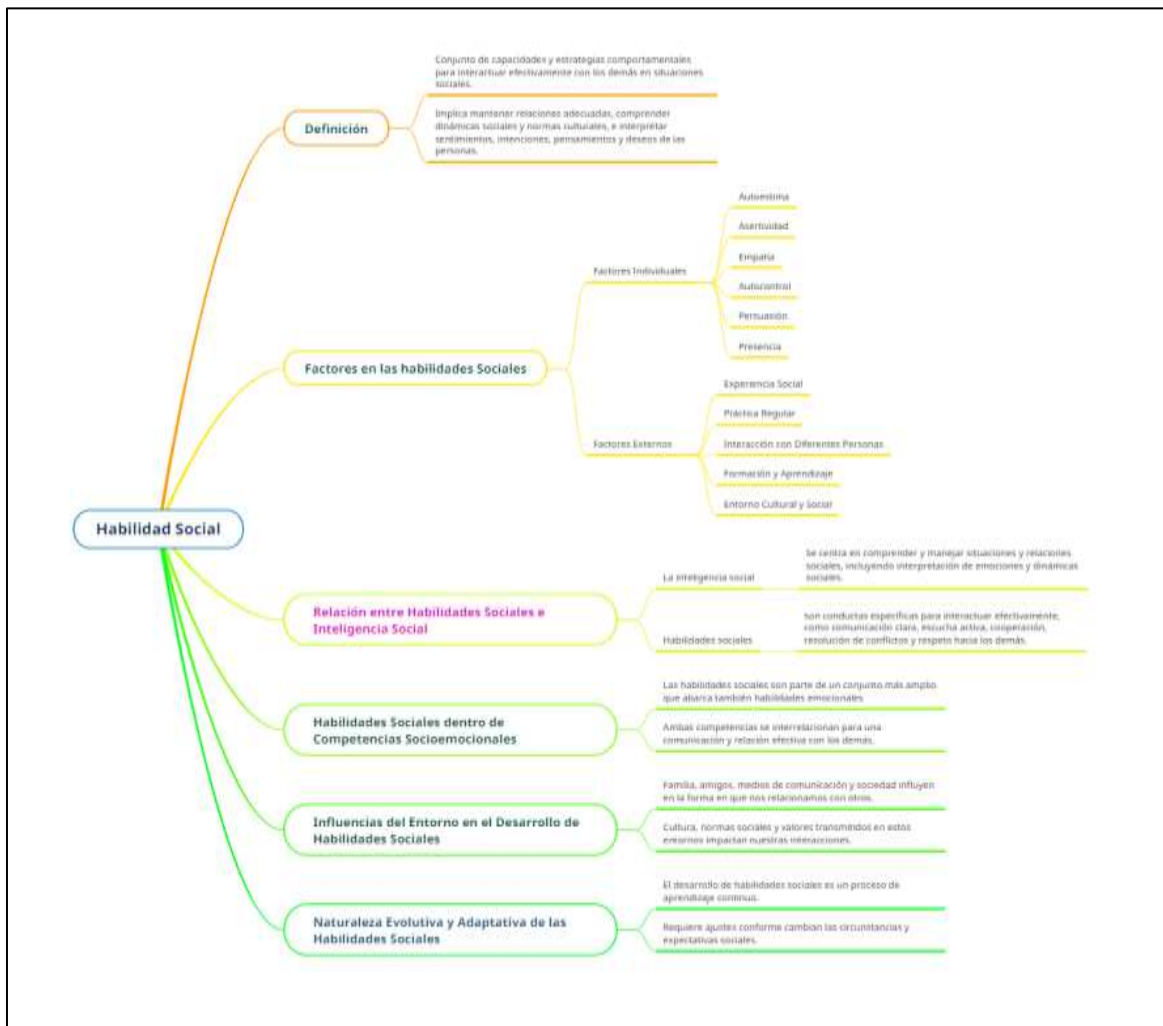 Conjunto de capacidades y estrategias comportamentales
para interactuar efectivamente con los demás en situaciones
sociales.
Definición
Implica mantener relaciones adecuadas, comprender
dinámicas sociales y normas culturales, e interpretar
sentimientos, intenciones, pensamientos y deseos de las
personas.
Factores en las habilidades Sociales
Factores Individuales
Autoestima
Asertividad
Empatía
Autocontrol
Persuasión
Presencia
Factores Externos
Experiencia Social
Práctica Regular
Interacción con Diferentes Personas
Formación y Aprendizaje
Entorno Cultural y Social
Habilidad Social
Relación entre Habilidades Sociales e
Inteligencia Social
La inteligencia social
Se centra en comprender y manejar situaciones y relaciones
sociales, incluyendo interpretación de emociones y dinámicas
sociales.
Habilidades sociales
son conductas específicas para interactuar efectivamente,
como comunicación clara, escucha activa, cooperación,
resolución de conflictos y respeto hacia los demás.
Habilidades Sociales dentro de
Competencias Socioemocionales
Las habilidades sociales son parte de un conjunto más amplio
que abarca también habilidades emocionales
Ambas competencias se interrelacionan para una
comunicación y relación efectiva con los demás.
Influencias del Entorno en el Desarrollo de
Habilidades Sociales
Familia, amigos, medios de comunicación y sociedad influyen
en la forma en que nos relacionamos con otros.
Cultura, normas sociales y valores transmitidos en estos
entornos impactan nuestras interacciones.
Naturaleza Evolutiva y Adaptativa de las
Habilidades Sociales
El desarrollo de habilidades sociales es un proceso de
aprendizaje continuo.
Requiere ajustes conforme cambian las circunstancias y
expectativas sociales.